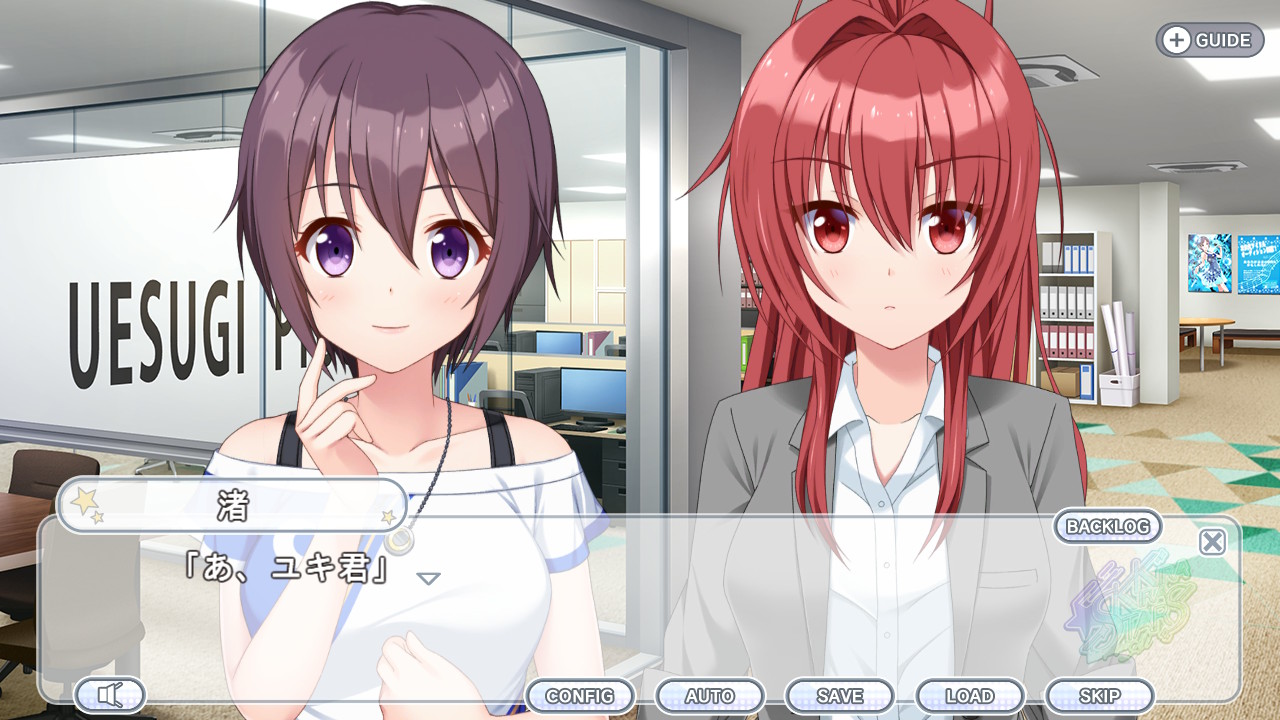 GUIDE
UESUGI P
渚
BACKLOG
「あ、ユキ君」
CONFIG
AUTO
SAVE
LOAD
SKIP